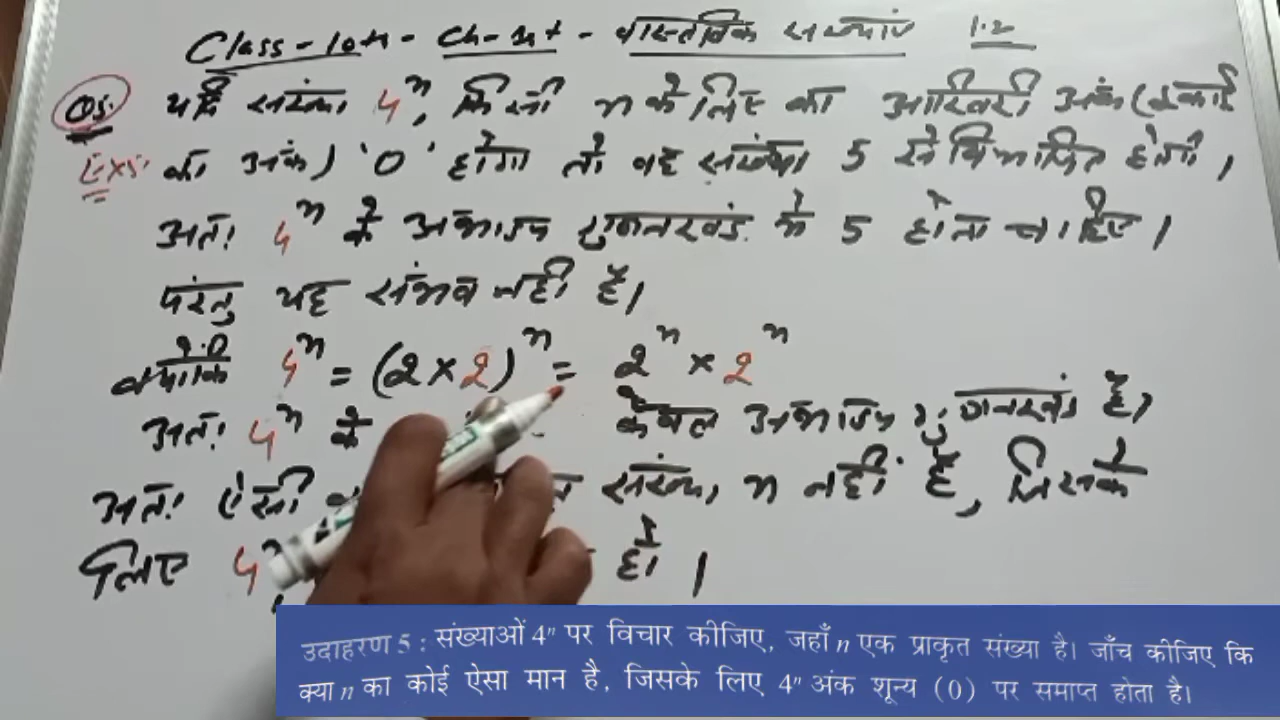 Class-10th - Ch-1st - वास्तविक संख्याएं 1.2
Q5. यदि संख्या 4ⁿ, किसी n के लिए का आखिरी अंक (इकाई
Ex5. का अंक) '0' होगा तो वह संख्या 5 से विभाजित होगी,
अतः 4ⁿ के अभाज्य गुणनखंड में 5 होना चाहिए।
परंतु यह संभव नहीं है।
क्योंकि 4ⁿ = (2 × 2)ⁿ = 2ⁿ × 2ⁿ
अतः 4ⁿ के केवल अभाज्य गुणनखंड है,
अतः ऐसी संख्या n नहीं है, जिसके
लिए 4ⁿ, हो।
उदाहरण 5 : संख्याओं 4ⁿ पर विचार कीजिए, जहाँ n एक प्राकृत संख्या है। जाँच कीजिए कि
क्या n का कोई ऐसा मान है, जिसके लिए 4ⁿ अंक शून्य (0) पर समाप्त होता है।